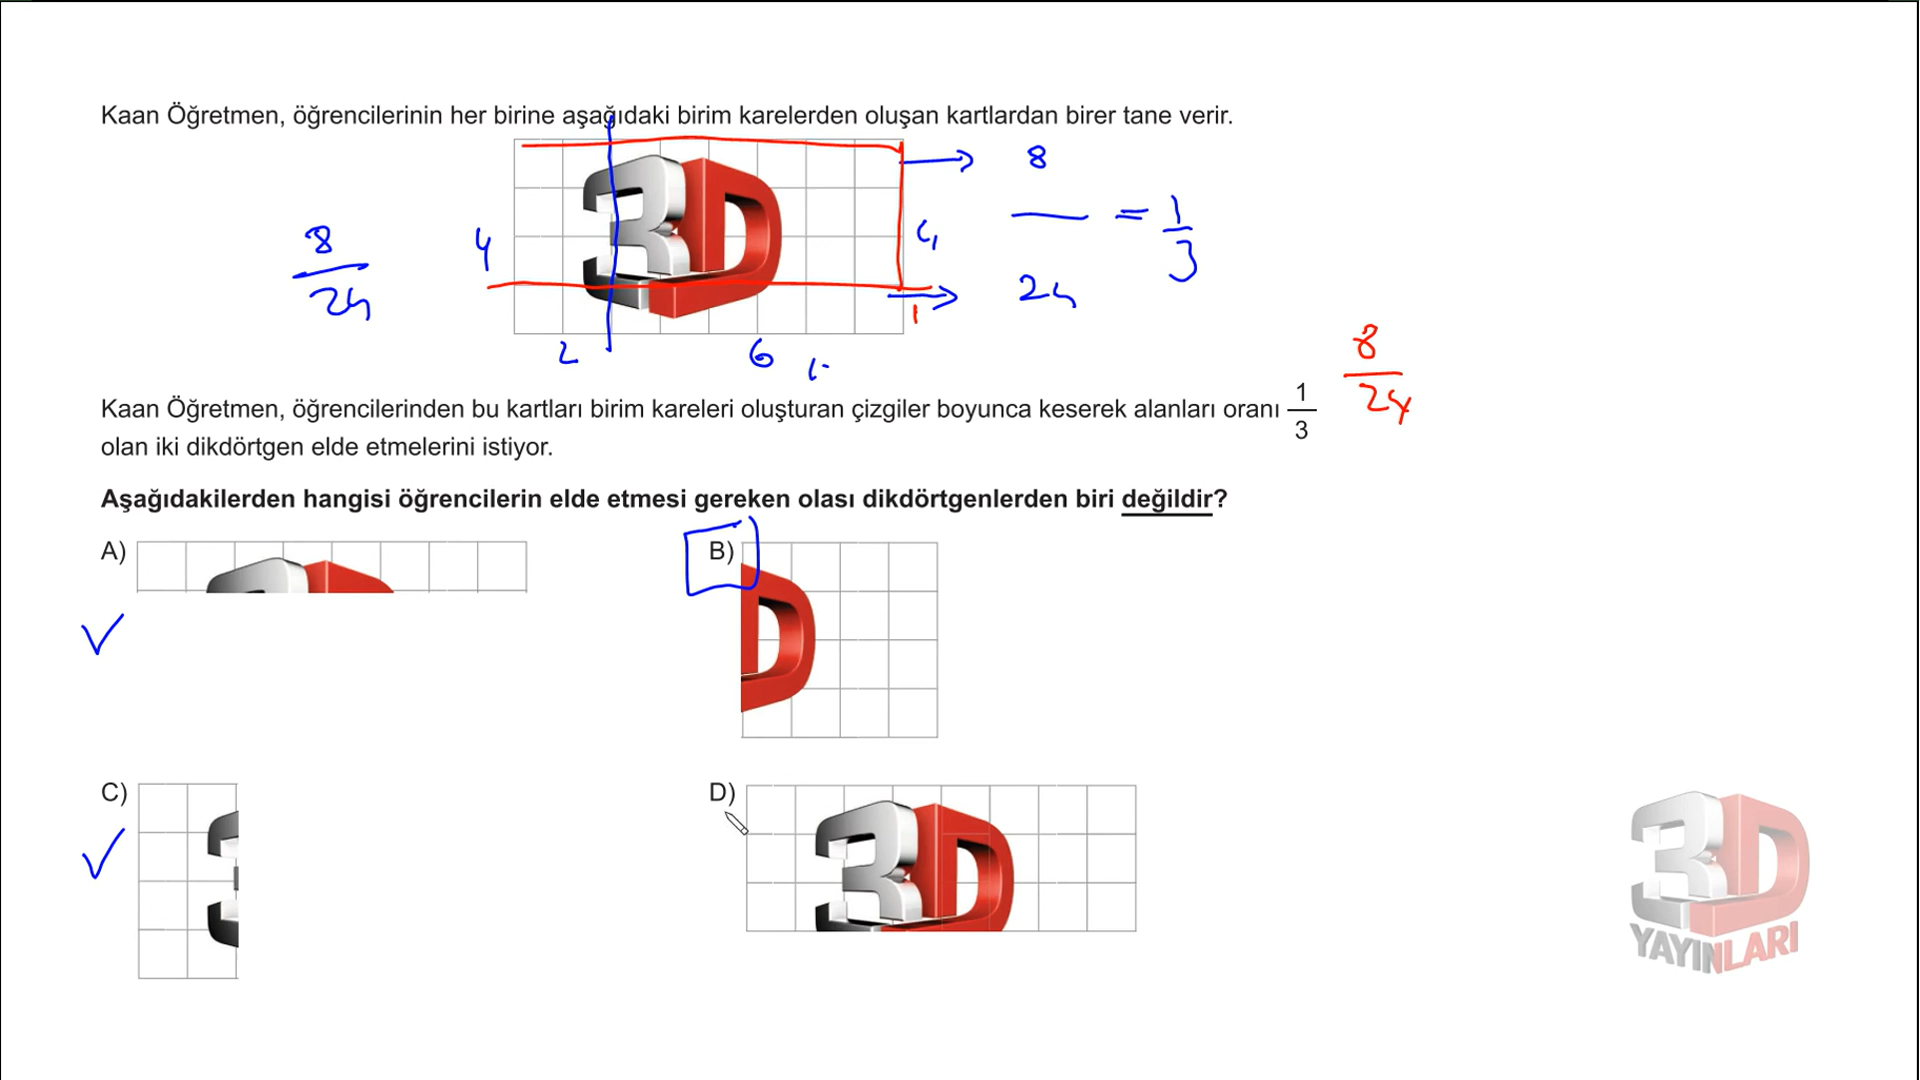 Kaan Öğretmen, öğrencilerinin her birine aşağıdaki birim karelerden oluşan kartlardan birer tane verir.
3D
8
24
4
8
24
= 1
3
1
2
6
8
24
Kaan Öğretmen, öğrencilerinden bu kartları birim kareleri oluşturan çizgiler boyunca keserek alanları oranı 1/3
olan iki dikdörtgen elde etmelerini istiyor.
Aşağıdakilerden hangisi öğrencilerin elde etmesi gereken olası dikdörtgenlerden biri değildir?
A)
B)
C)
D)
3D
3D
YAYINLARI